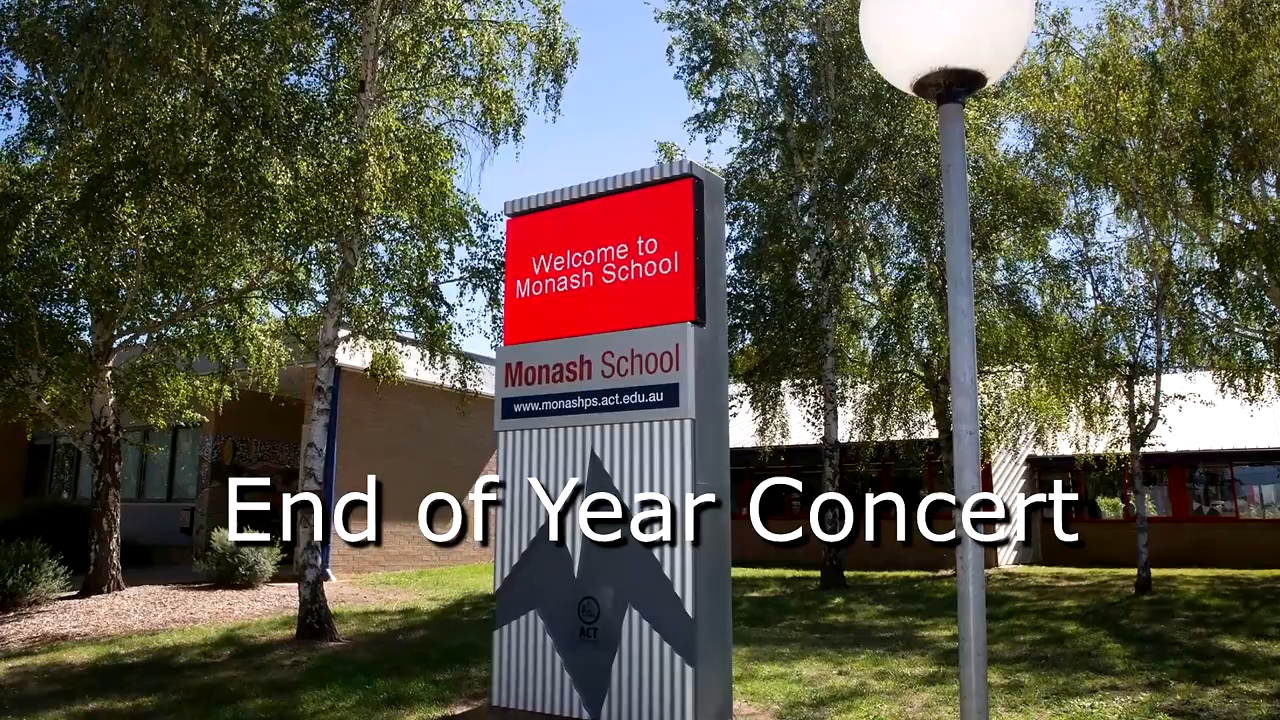 Welcome to
Monash School
Monash School
www.monashps.act.edu.au
End of Year Concert
ACT